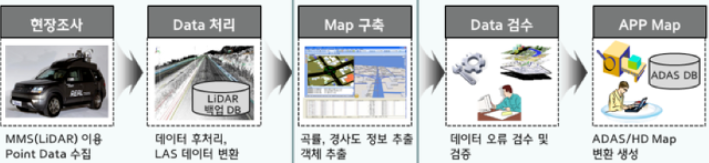 현장조사
Data 처리
Map 구축
Data 검수
APP Map
LiDAR
백업 DB
ADAS DB
MMS(LiDAR) 이용
Point Data 수집
데이터 후처리,
LAS 데이터 변환
곡률, 경사도 정보 추출
객체 추출
데이터 오류 검수 및
검증
ADAS/HD Map
변환 생성